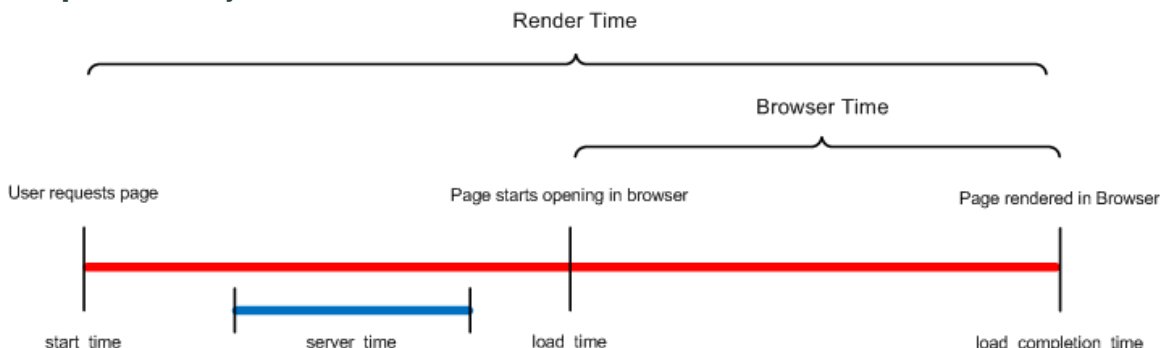 Render Time
Browser Time
User requests page
Page starts opening in browser
Page rendered in Browser
start_time
server_time
load_time
load_completion_time